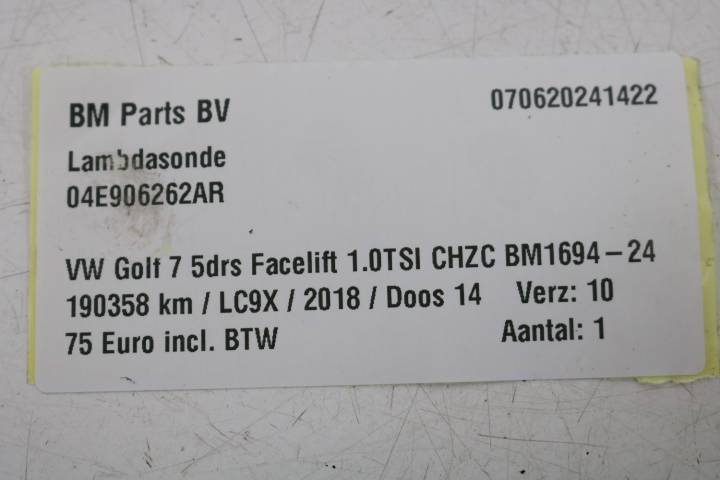 BM Parts BV 070620241422
Lambdasonde
04E906262AR
VW Golf 7 5drs Facelift 1.0TSI CHZC BM1694-24
190358 km / LC9X / 2018 / Doos 14 Verz: 10
75 Euro incl. BTW Aantal: 1